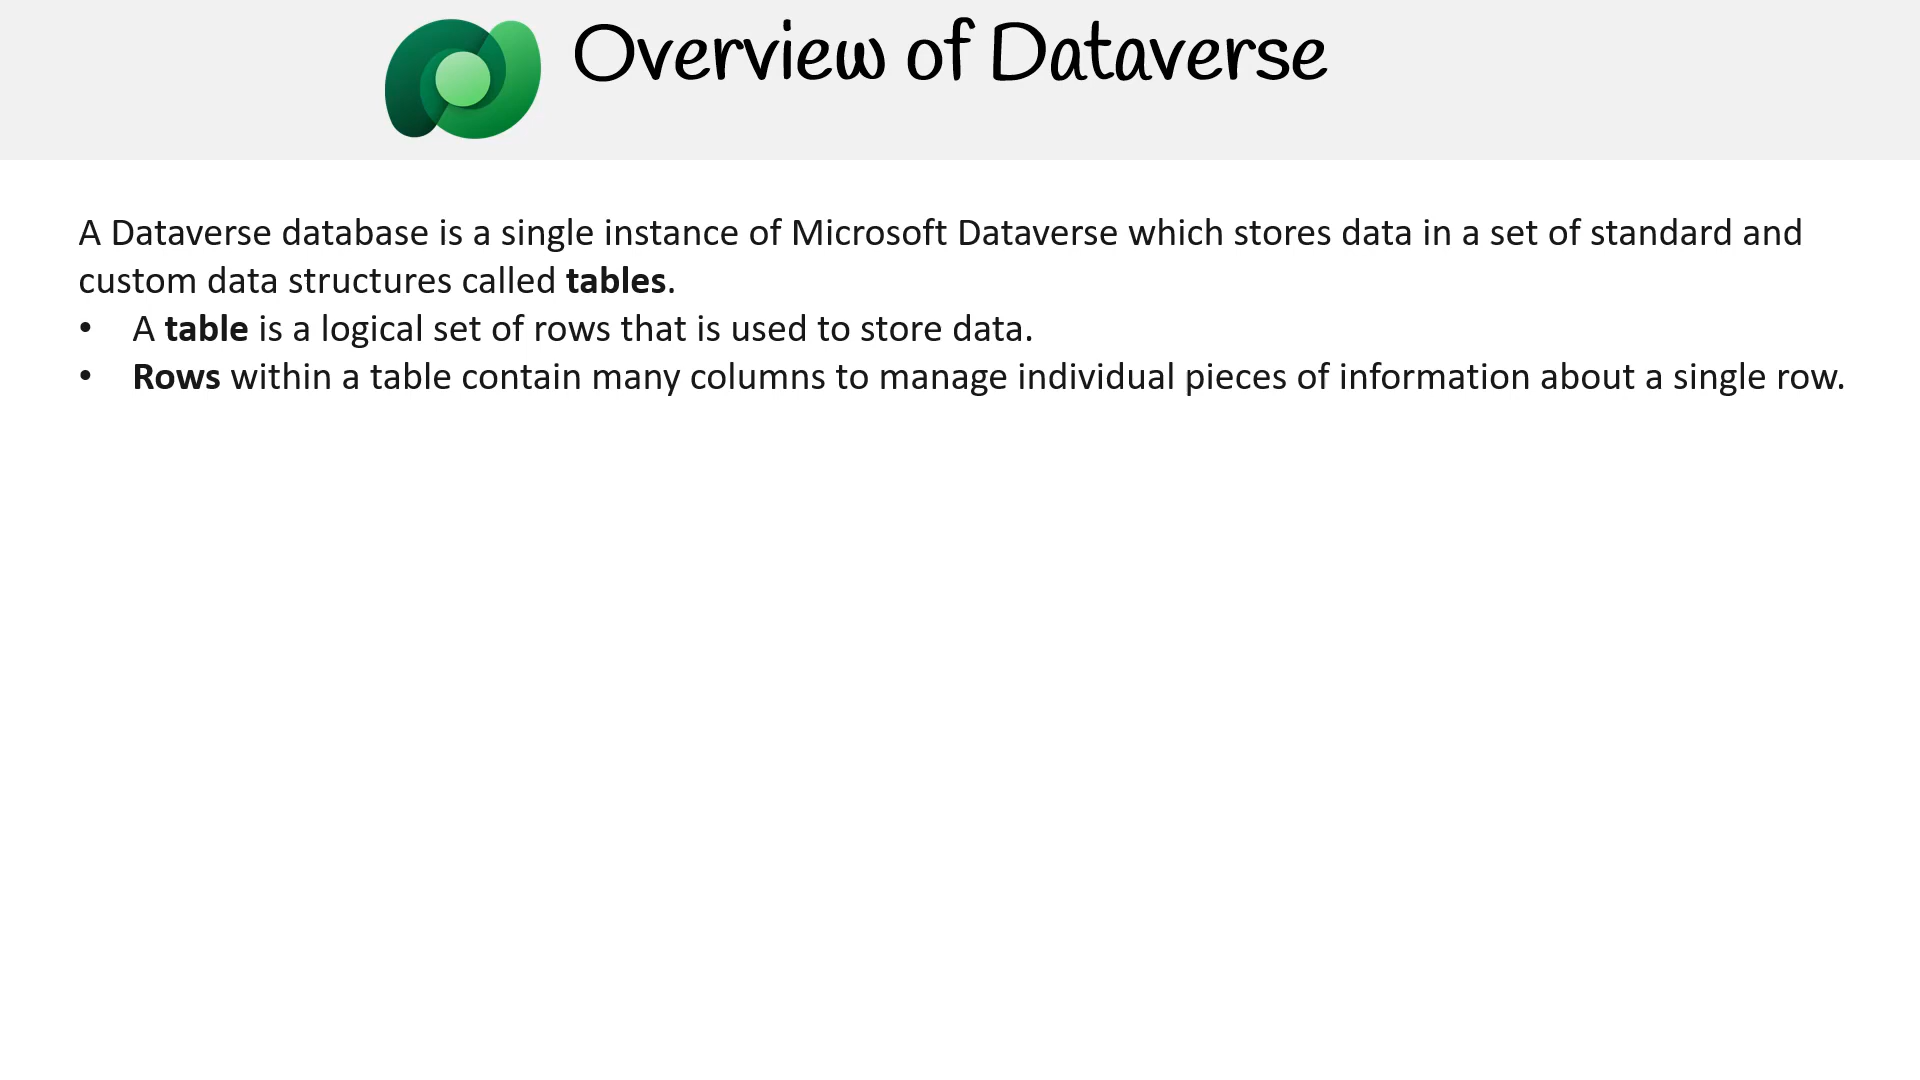 Overview of Dataverse
A Dataverse database is a single instance of Microsoft Dataverse which stores data in a set of standard and
custom data structures called tables.
• A table is a logical set of rows that is used to store data.
• Rows within a table contain many columns to manage individual pieces of information about a single row.